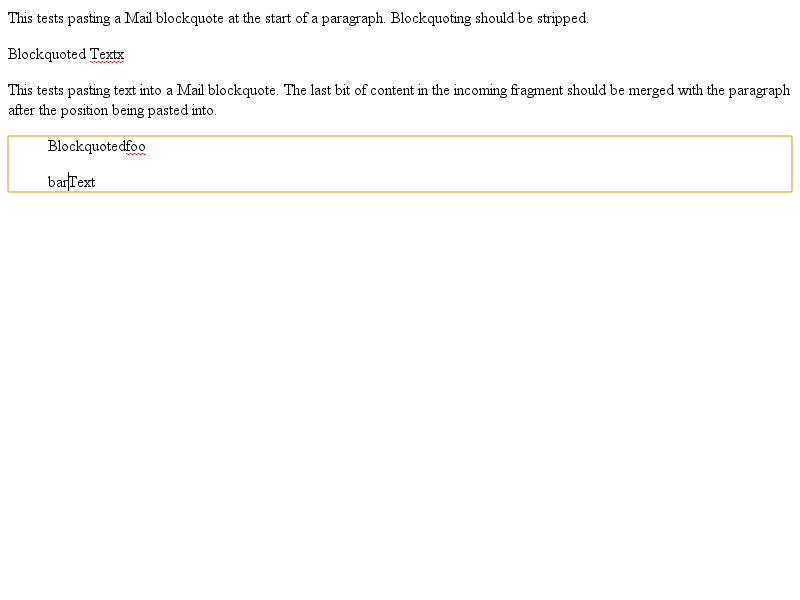 This tests pasting a Mail blockquote at the start of a paragraph. Blockquoting should be stripped.
Blockquoted Textx
This tests pasting text into a Mail blockquote. The last bit of content in the incoming fragment should be merged with the paragraph
after the position being pasted into.
Blockquotedfoo
barText